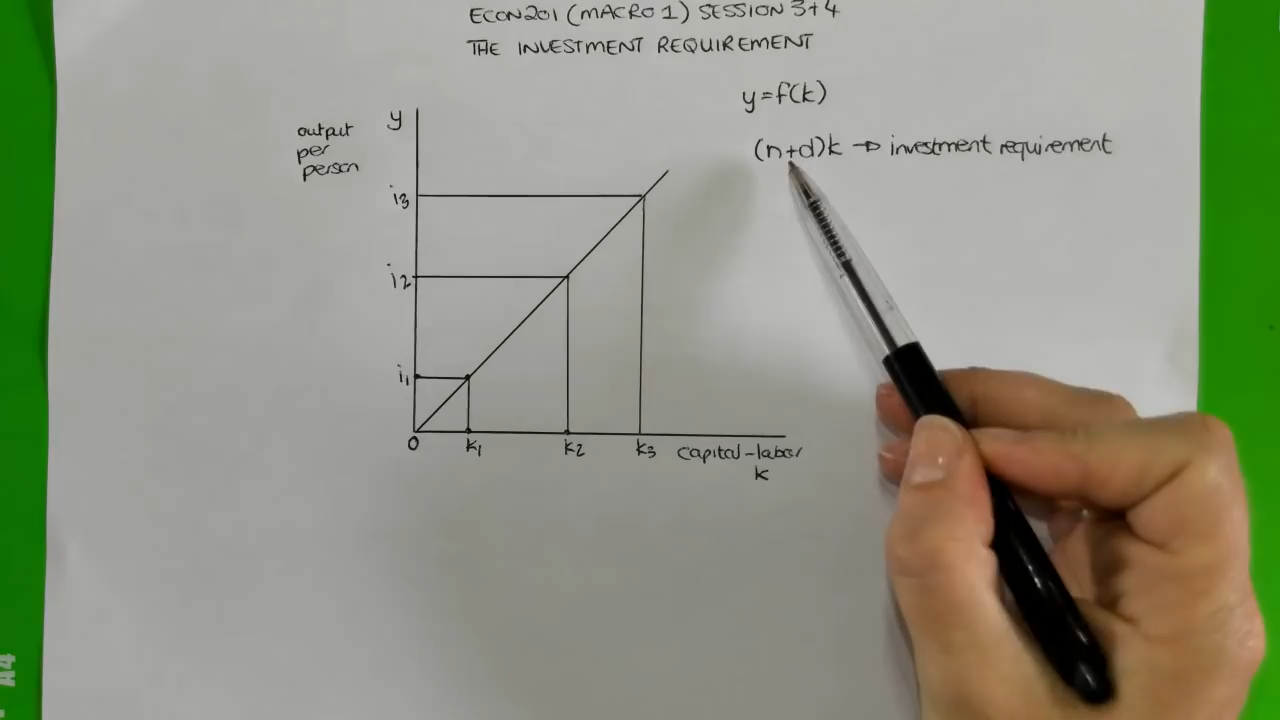 ECON201 (MACRO 1) SESSION 3+4
THE INVESTMENT REQUIREMENT
y=f(k)
(n+d)k → investment requirement
output
per
person
y
i3
i2
i1
0
k1
k2
k3
capital-labor
k
A4